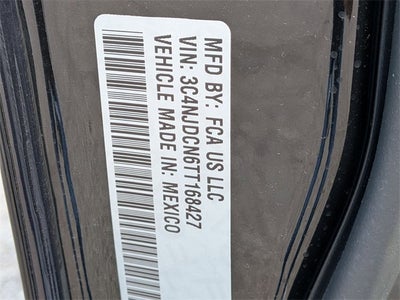 MFD BY: FCA US LLC
VIN: 3C4NJDCN6TT168427
VEHICLE MADE IN: MEXICO